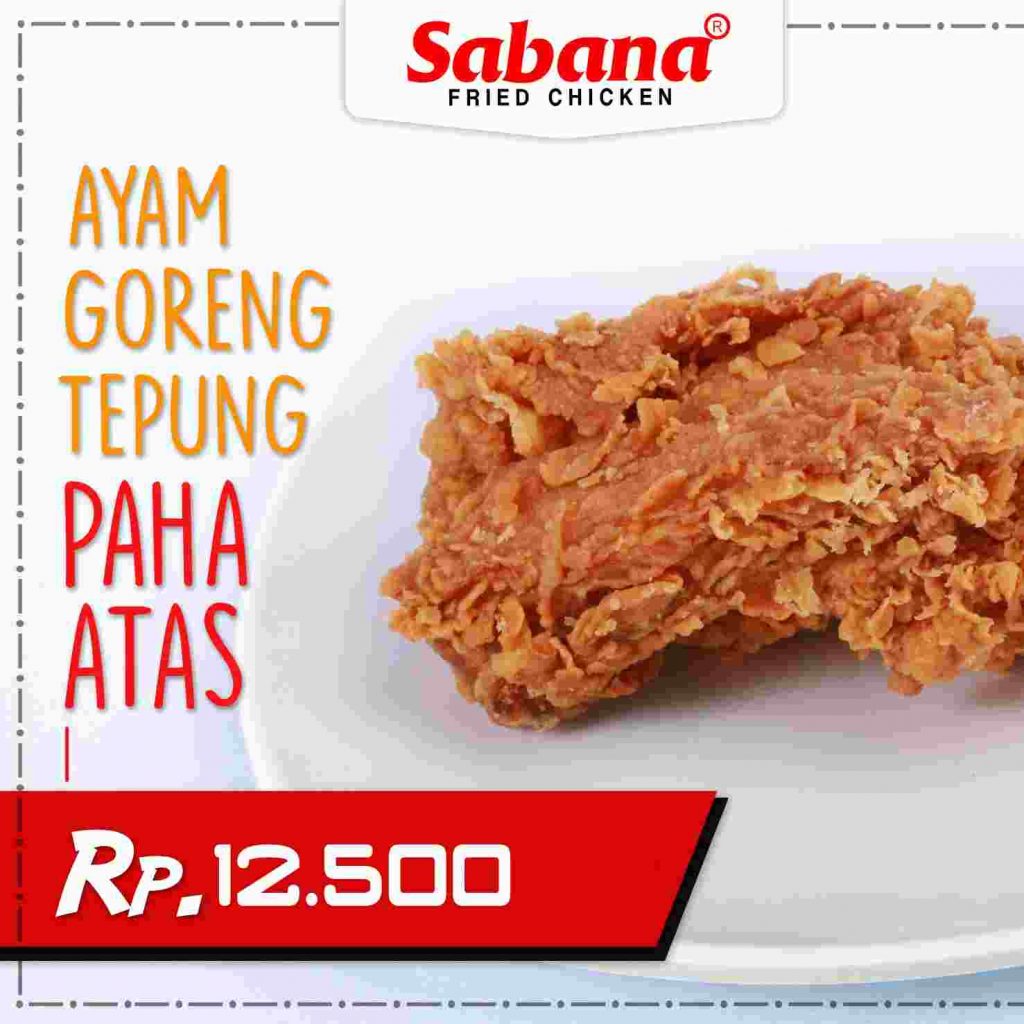 Sabana®
FRIED CHICKEN
AYAM
GORENG
TEPUNG
PAHA
ATAS
Rp.12.500